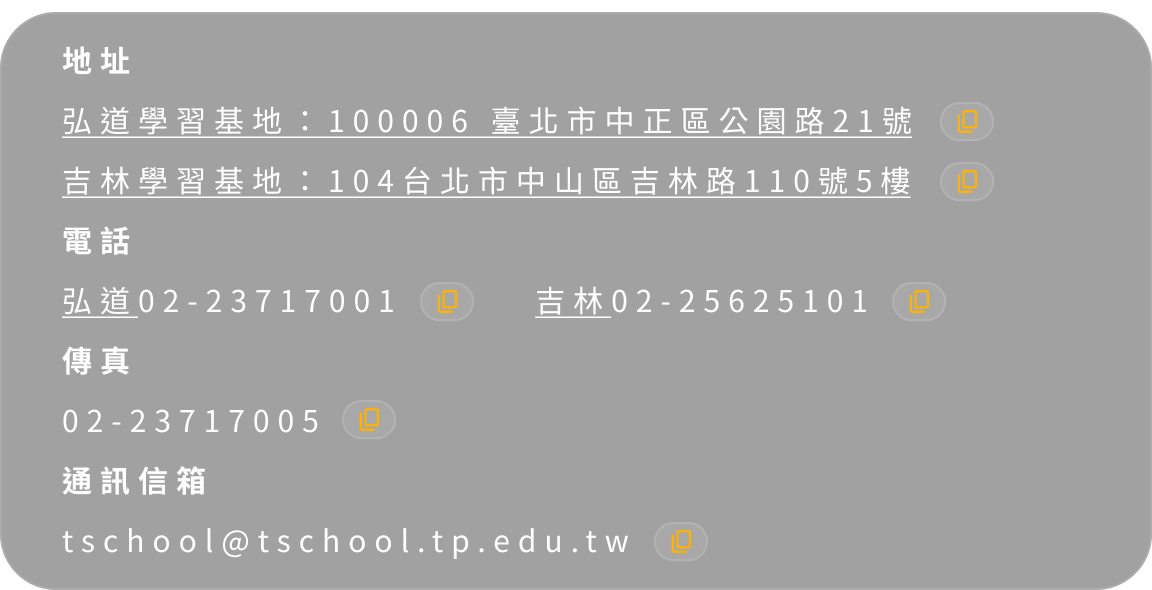 地址
弘道學習基地：100006 臺北市中正區公園路21號
吉林學習基地：104台北市中山區吉林路110號5樓
電話
弘道02-23717001 吉林02-25625101
傳真
02-23717005
通訊信箱
tschool@tschool.tp.edu.tw